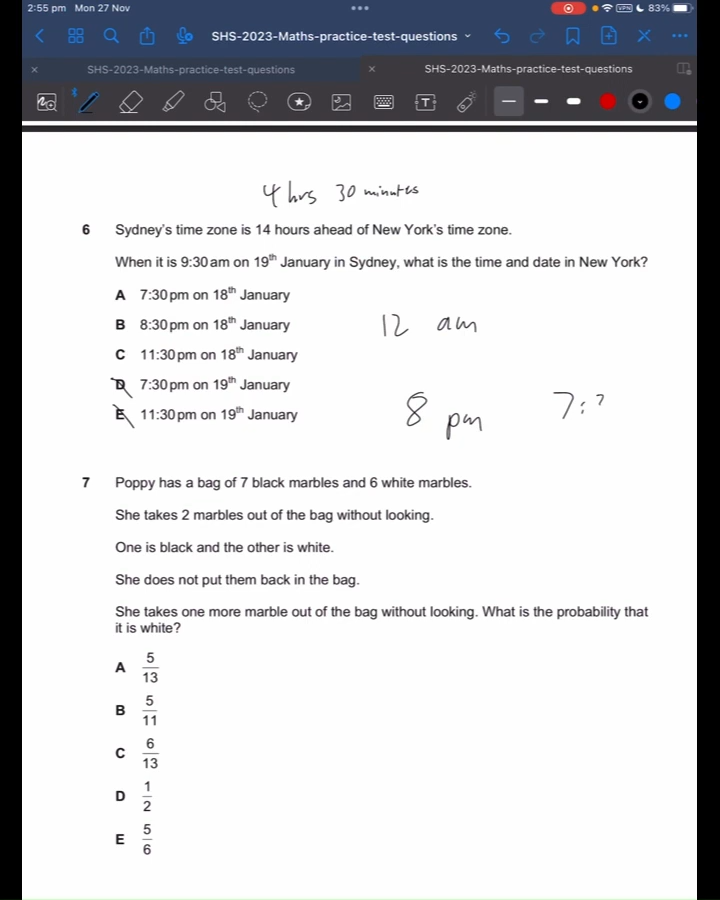 2:55 pm Mon 27 Nov
VPN 83%
SHS-2023-Maths-practice-test-questions
SHS-2023-Maths-practice-test-questions SHS-2023-Maths-practice-test-questions
4 hrs 30 minutes
6 Sydney's time zone is 14 hours ahead of New York's time zone.
When it is 9:30 am on 19th January in Sydney, what is the time and date in New York?
A 7:30 pm on 18th January
B 8:30 pm on 18th January
12 am
C 11:30 pm on 18th January
D 7:30 pm on 19th January
E 11:30 pm on 19th January
8 pm 7:?
7 Poppy has a bag of 7 black marbles and 6 white marbles.
She takes 2 marbles out of the bag without looking.
One is black and the other is white.
She does not put them back in the bag.
She takes one more marble out of the bag without looking. What is the probability that
it is white?
A 5/13
B 5/11
C 6/13
D 1/2
E 5/6